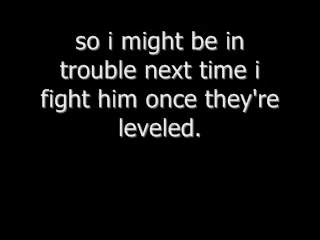 so i might be in
trouble next time i
fight him once they're
leveled.